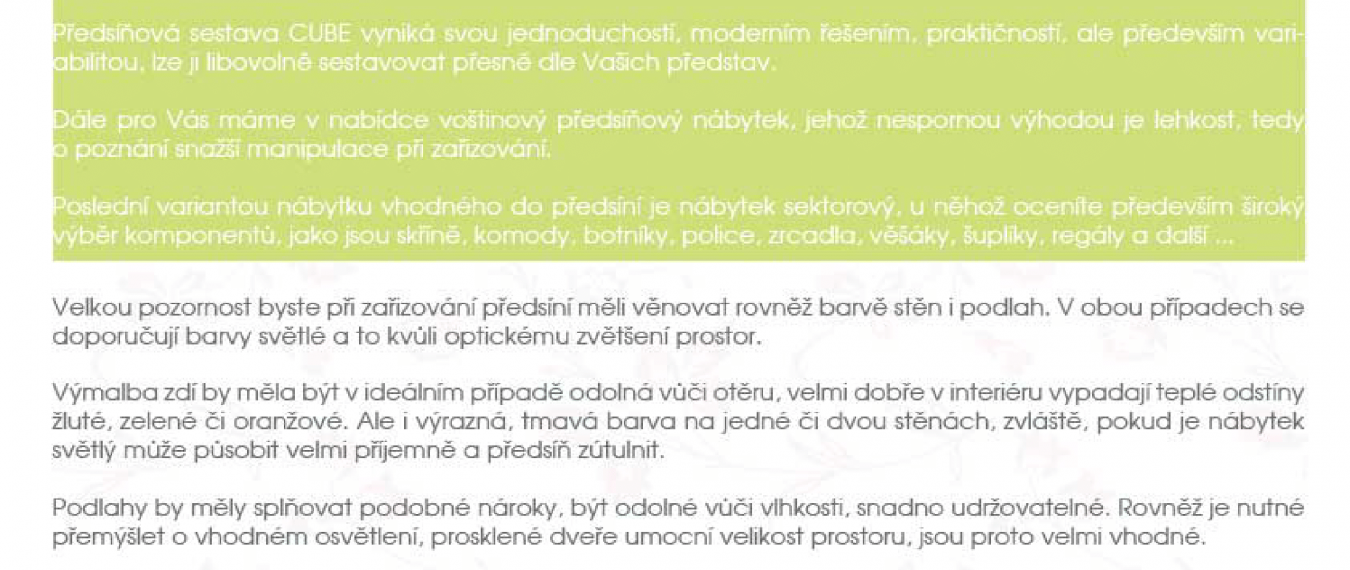 Předsíňová sestava CUBE vyniká svou jednoduchostí, moderním řešením, praktičností, ale především vari-
abilitou, lze ji libovolně sestavovat přesně dle Vašich představ.
Dále pro Vás máme v nabídce voštinový předsíňový nábytek, jehož nespornou výhodou je lehkost, tedy
o poznání snažší manipulace při zařizování.
Poslední variantou nábytku vhodného do předsíní je nábytek sektorový, u něhož oceníte především široký
výběr komponentů, jako jsou skříně, komody, botníky, police, zrcadla, věšáky, šuplíky, regály a další ...
Velkou pozornost byste při zařizování předsíní měli věnovat rovněž barvě stěn i podlah. V obou případech se
doporučují barvy světlé a to kvůli optickému zvětšení prostor.
Výmalba zdí by měla být v ideálním případě odolná vůči otěru, velmi dobře v interiéru vypadají teplé odstíny
žluté, zelené či oranžové. Ale i výrazná, tmavá barva na jedné či dvou stěnách, zvláště, pokud je nábytek
světlý může působit velmi příjemně a předsíň zútulnit.
Podlahy by měly splňovat podobné nároky, být odolné vůči vlhkosti, snadno udržovatelné. Rovněž je nutné
přemýšlet o vhodném osvětlení, prosklené dveře umocní velikost prostoru, jsou proto velmi vhodné.